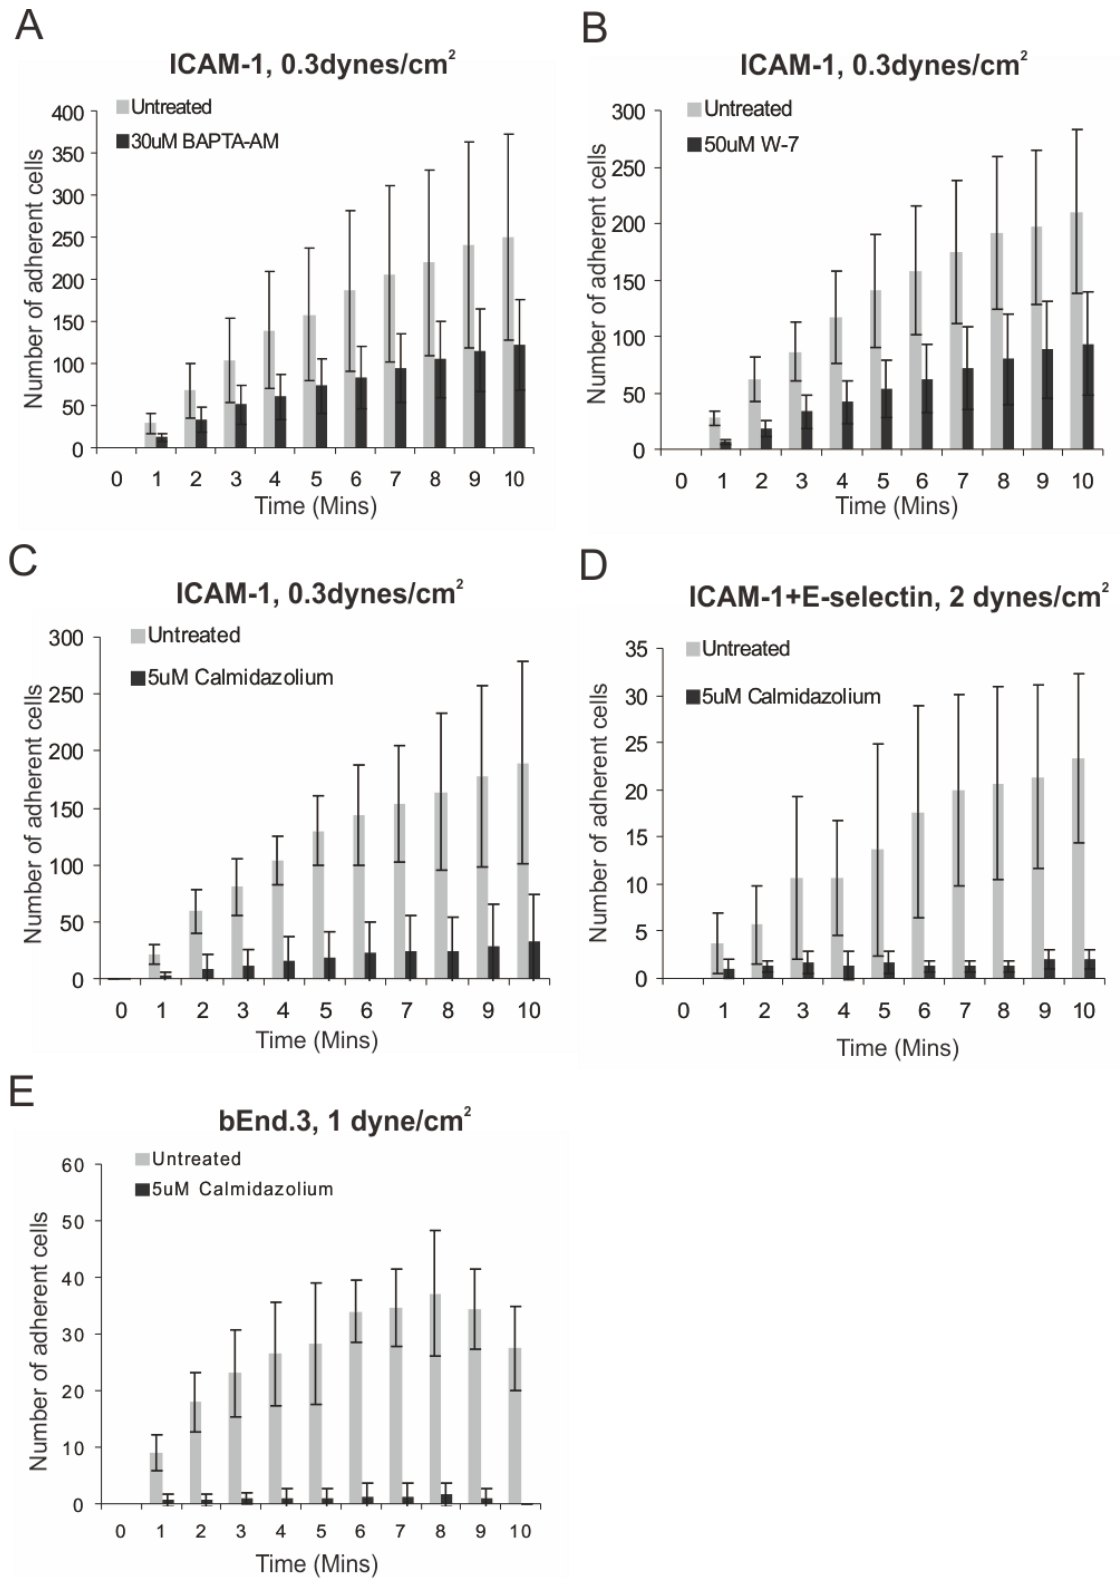 A
ICAM-1, 0.3dynes/cm²
Untreated
30uM BAPTA-AM
Number of adherent cells
400
350
300
250
200
150
100
50
0
0 1 2 3 4 5 6 7 8 9 10
Time (Mins)
B
ICAM-1, 0.3dynes/cm²
Untreated
50uM W-7
Number of adherent cells
300
250
200
150
100
50
0
0 1 2 3 4 5 6 7 8 9 10
Time (Mins)
C
ICAM-1, 0.3dynes/cm²
Untreated
5uM Calmidazolium
Number of adherent cells
300
250
200
150
100
50
0
0 1 2 3 4 5 6 7 8 9 10
Time (Mins)
D
ICAM-1+E-selectin, 2 dynes/cm²
Untreated
5uM Calmidazolium
Number of adherent cells
35
30
25
20
15
10
5
0
0 1 2 3 4 5 6 7 8 9 10
Time (Mins)
E
bEnd.3, 1 dyne/cm²
Untreated
5uM Calmidazolium
Number of adherent cells
60
50
40
30
20
10
0
0 1 2 3 4 5 6 7 8 9 10
Time (Mins)